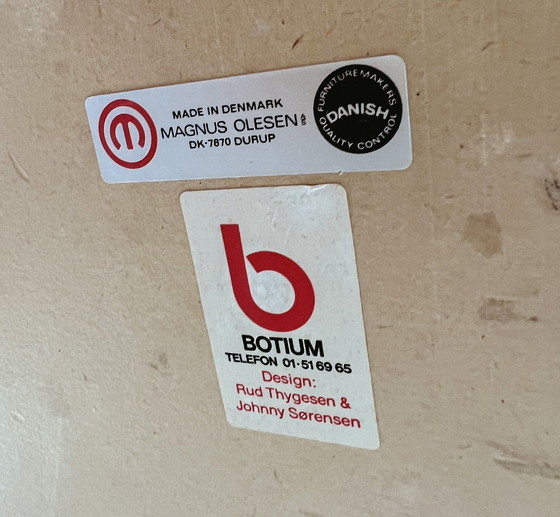 MADE IN DENMARK
MAGNUS OLESEN A/S
DK-7870 DURUP
FURNITUREMAKERS
DANISH
QUALITY CONTROL
b
BOTIUM
TELEFON 01·51 69 65
Design:
Rud Thygesen &
Johnny Sørensen